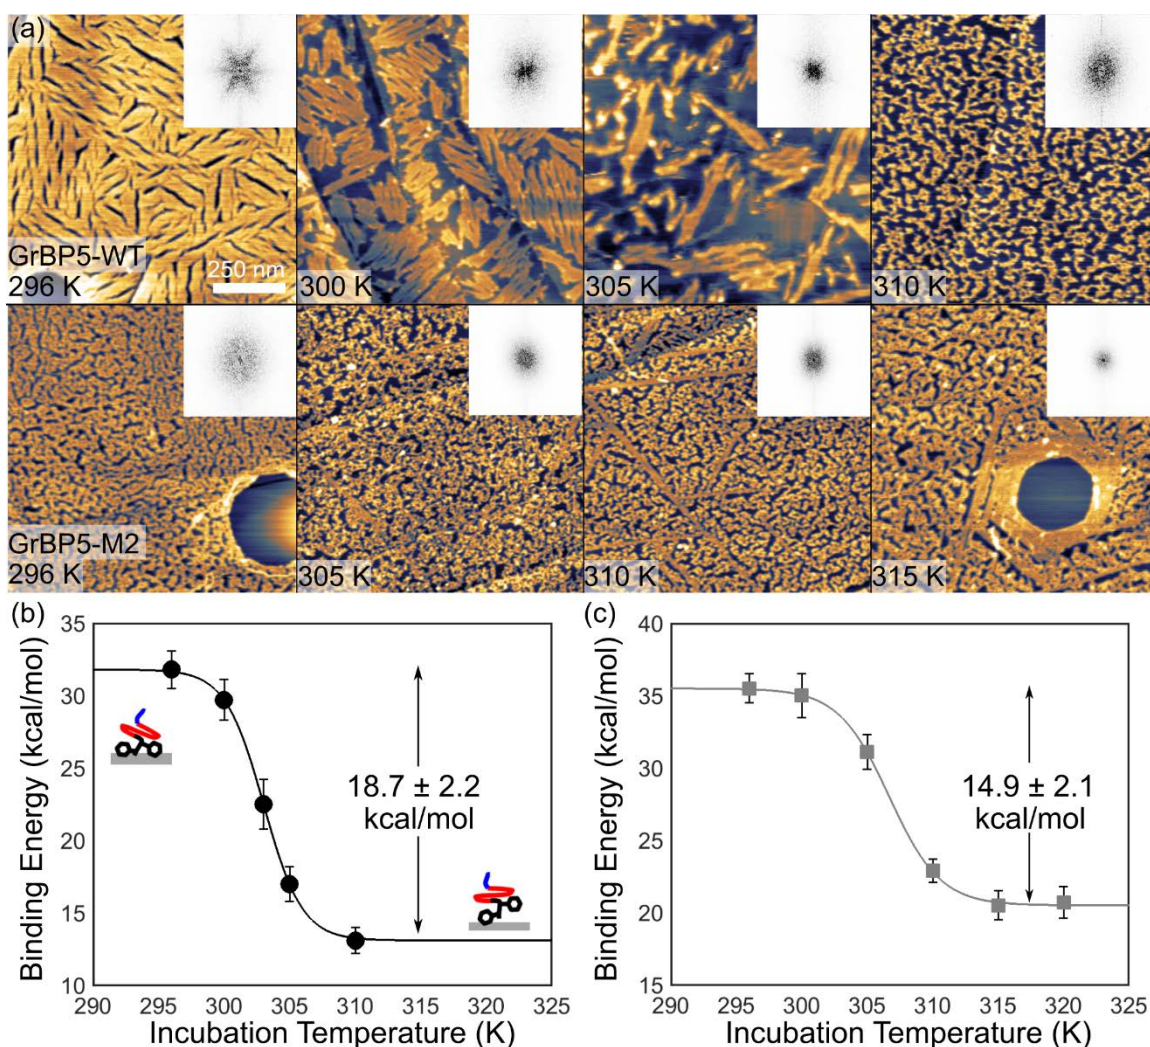 (a)
GrBP5-WT
296 K
250 nm
300 K
305 K
310 K
GrBP5-M2
296 K
305 K
310 K
315 K
(b)
Binding Energy (kcal/mol)
35
30
25
20
15
10
18.7 ± 2.2
kcal/mol
290 295 300 305 310 315 320 325
Incubation Temperature (K)
(c)
Binding Energy (kcal/mol)
40
35
30
25
20
15
14.9 ± 2.1
kcal/mol
290 295 300 305 310 315 320 325
Incubation Temperature (K)